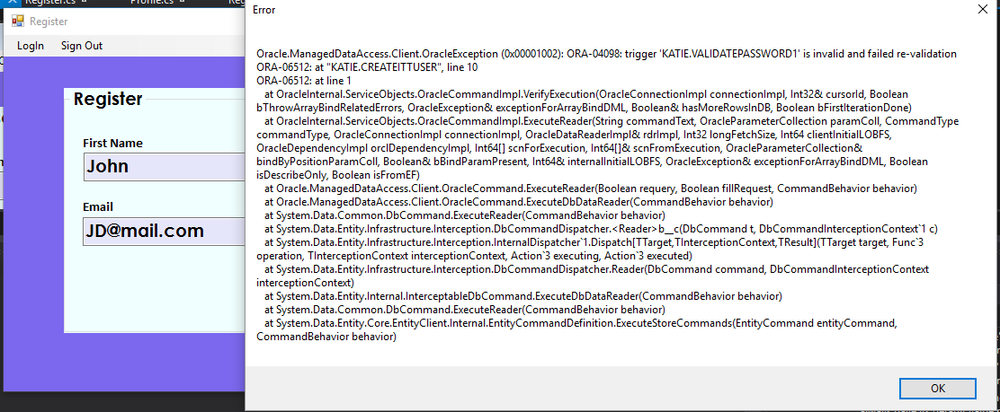 Register.cs
Profile.cs
Reg
Register
LogIn Sign Out
Register
First Name
John
Email
JD@mail.com
Error
Oracle.ManagedDataAccess.Client.OracleException (0x00001002): ORA-04098: trigger 'KATIE.VALIDATEPASSWORD1' is invalid and failed re-validation
ORA-06512: at "KATIE.CREATEITTUSER", line 10
ORA-06512: at line 1
at OracleInternal.ServiceObjects.OracleCommandImpl.VerifyExecution(OracleConnectionImpl connectionImpl, Int32& cursorId, Boolean
bThrowArrayBindRelatedErrors, OracleException& exceptionForArrayBindDML, Boolean& hasMoreRowsInDB, Boolean bFirstIterationDone)
at OracleInternal.ServiceObjects.OracleCommandImpl.ExecuteReader(String commandText, OracleParameterCollection paramColl, CommandType
commandType, OracleConnectionImpl connectionImpl, OracleDataReaderImpl& rdrImpl, Int32 longFetchSize, Int64 clientInitialLOBFS,
OracleDependencyImpl orclDependencyImpl, Int64[] scnForExecution, Int64[]& scnFromExecution, OracleParameterCollection&
bindByPositionParamColl, Boolean& bBindParamPresent, Int64& internalInitialLOBFS, OracleException& exceptionForArrayBindDML, Boolean
isDescribeOnly, Boolean isFromEF)
at Oracle.ManagedDataAccess.Client.OracleCommand.ExecuteReader(Boolean requery, Boolean fillRequest, CommandBehavior behavior)
at Oracle.ManagedDataAccess.Client.OracleCommand.ExecuteDbDataReader(CommandBehavior behavior)
at System.Data.Common.DbCommand.ExecuteReader(CommandBehavior behavior)
at System.Data.Entity.Infrastructure.Interception.DbCommandDispatcher.<Reader>b__c(DbCommand t, DbCommandInterceptionContext`1 c)
at System.Data.Entity.Infrastructure.Interception.InternalDispatcher`1.Dispatch[TTarget,TInterceptionContext,TResult](TTarget target, Func`3
operation, TInterceptionContext interceptionContext, Action`3 executing, Action`3 executed)
at System.Data.Entity.Infrastructure.Interception.DbCommandDispatcher.Reader(DbCommand command, DbCommandInterceptionContext
interceptionContext)
at System.Data.Entity.Internal.InterceptableDbCommand.ExecuteDbDataReader(CommandBehavior behavior)
at System.Data.Common.DbCommand.ExecuteReader(CommandBehavior behavior)
at System.Data.Entity.Core.EntityClient.Internal.EntityCommandDefinition.ExecuteStoreCommands(EntityCommand entityCommand,
CommandBehavior behavior)
OK